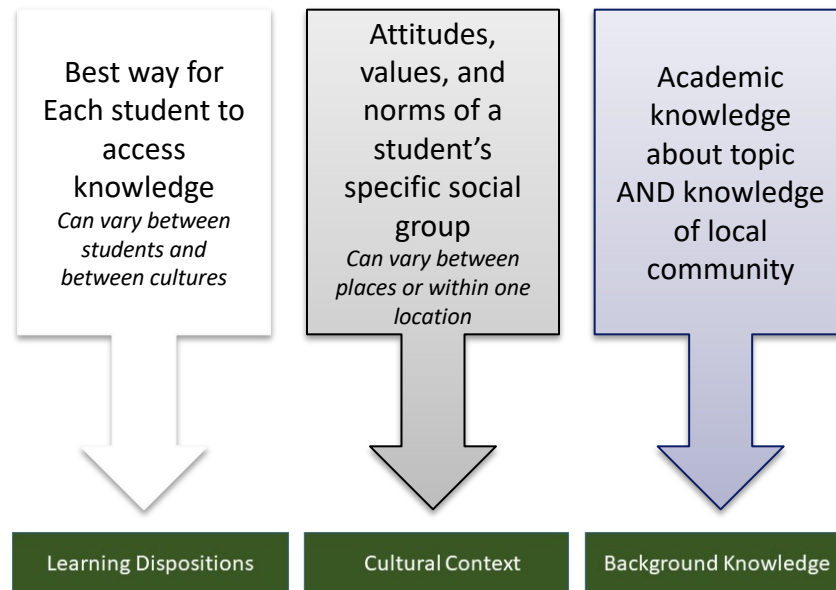 Best way for
Each student to
access
knowledge
Can vary between
students and
between cultures
Attitudes,
values, and
norms of a
student's
specific social
group
Can vary between
places or within one
location
Academic
knowledge
about topic
AND knowledge
of local
community
Learning Dispositions
Cultural Context
Background Knowledge